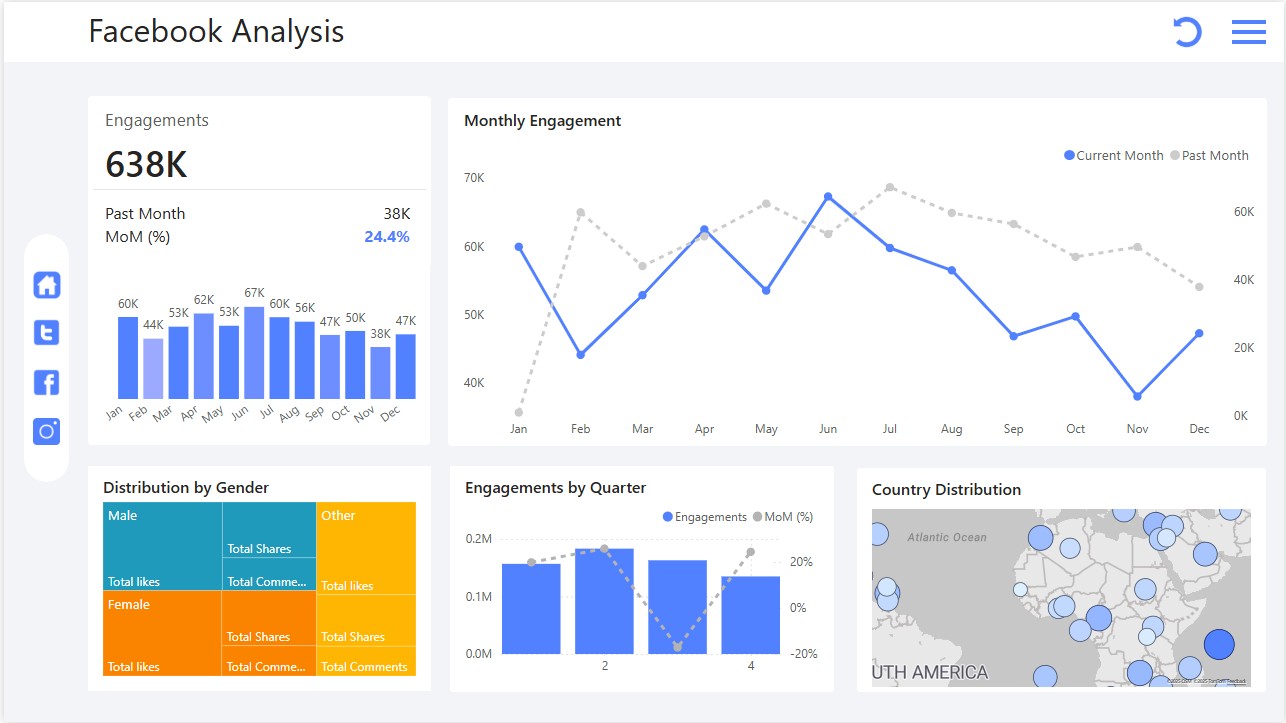 Facebook Analysis
Engagements
638K
Past Month 38K
MoM (%) 24.4%
60K 44K 53K 62K 53K 67K 60K 56K 47K 50K 38K 47K
Jan Feb Mar Apr May Jun Jul Aug Sep Oct Nov Dec
Monthly Engagement
Current Month Past Month
70K
60K 60K
50K 40K
40K 20K
0K
Jan Feb Mar Apr May Jun Jul Aug Sep Oct Nov Dec
Distribution by Gender
Male Other
Total Shares
Total likes Total Comme... Total likes
Female
Total Shares Total Shares
Total likes Total Comme... Total Comments
Engagements by Quarter
Engagements MoM (%)
0.2M 20%
0.1M 0%
0.0M -20%
2 4
Country Distribution
Atlantic Ocean
UTH AMERICA